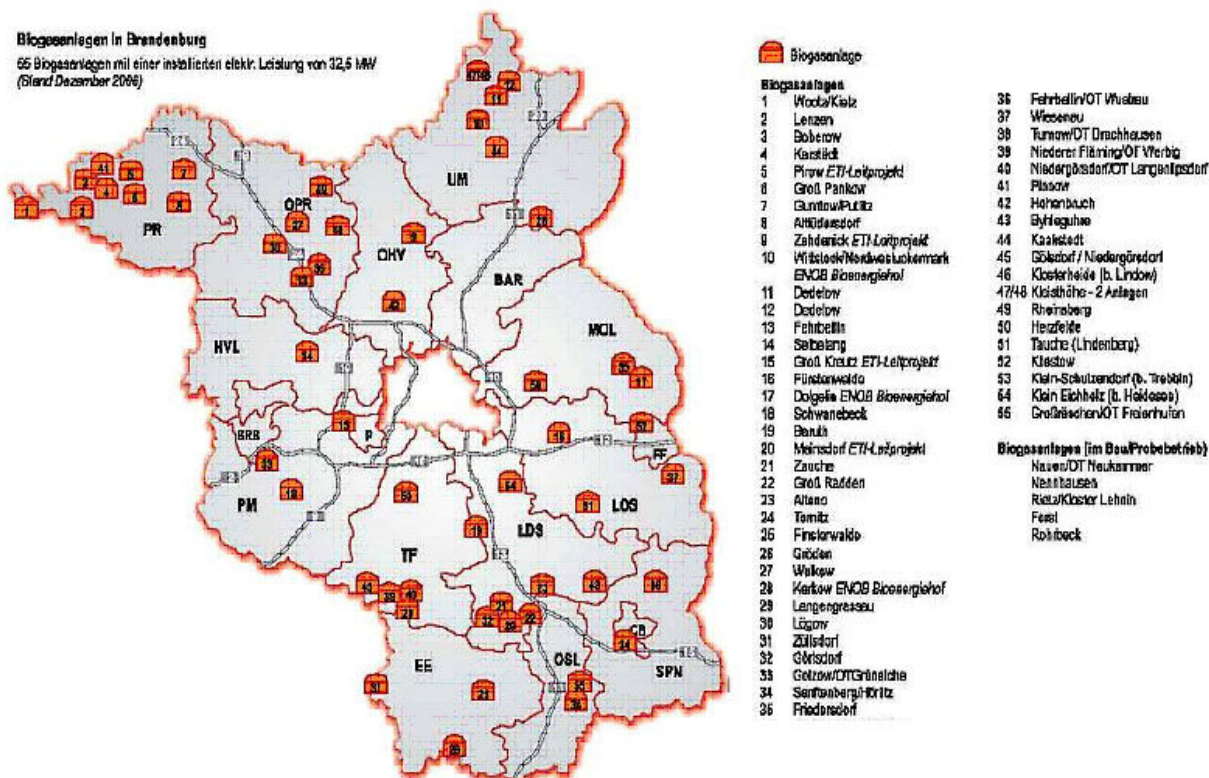 Biogasanlagen in Brandenburg
55 Biogasanlagen mit einer installierten elektr. Leistung von 32,5 MW
(Stand Dezember 2006)
Biogasanlage
Biogasanlagen
1 Wootz/Kietz
2 Lenzen
3 Boberow
4 Karstädt
5 Pirow ETI-Leitprojekt
6 Groß Pankow
7 Gumtow/Putlitz
8 Altlüdersdorf
9 Zehdenick ETI-Leitprojekt
10 Wittstock/Nordwestuckermark
ENOB Bioenergiehof
11 Dedelow
12 Dedelow
13 Fehrbellin
14 Selbelang
15 Groß Kreutz ETI-Leitprojekt
16 Fürstenwalde
17 Dolgelin ENOB Bioenergiehof
18 Schwanebeck
19 Baruth
20 Meinsdorf ETI-Leitprojekt
21 Zauche
22 Groß Radden
23 Alteno
24 Tornitz
25 Finsterwalde
26 Gröden
27 Walkow
28 Kerkow ENOB Bioenergiehof
29 Langengrassau
30 Lögow
31 Züllsdorf
32 Görlsdorf
33 Golzow/OT Grüneiche
34 Senftenberg/Hörlitz
35 Friedersdorf
36 Fehrbellin/OT Wustrau
37 Wiesenau
38 Turnow/OT Drachhausen
39 Niederer Fläming/OT Werbig
40 Niedergörsdorf/OT Langenlipsdorf
41 Pinnow
42 Hohenbruch
43 Byhleguhre
44 Kaakstedt
45 Gölsdorf / Niedergörsdorf
46 Klosterheide (b. Lindow)
47/48 Kleisthöhe - 2 Anlagen
49 Rheinsberg
50 Herzfelde
51 Tauche (Lindenberg)
52 Kliestow
53 Klein-Schulzendorf (b. Trebbin)
54 Klein Eichholz (b. Heidesee)
55 Großräschen/OT Freienhufen
Biogasanlagen (im Bau/Probebetrieb)
Nauen/OT Neukammer
Nennhausen
Rietz/Kloster Lehnin
Forst
Rohrbeck
UM
PR
OPR
OHV
BAR
HVL
MOL
BRB
P
FF
PM
LOS
LDS
TF
CB
EE
OSL
SPN